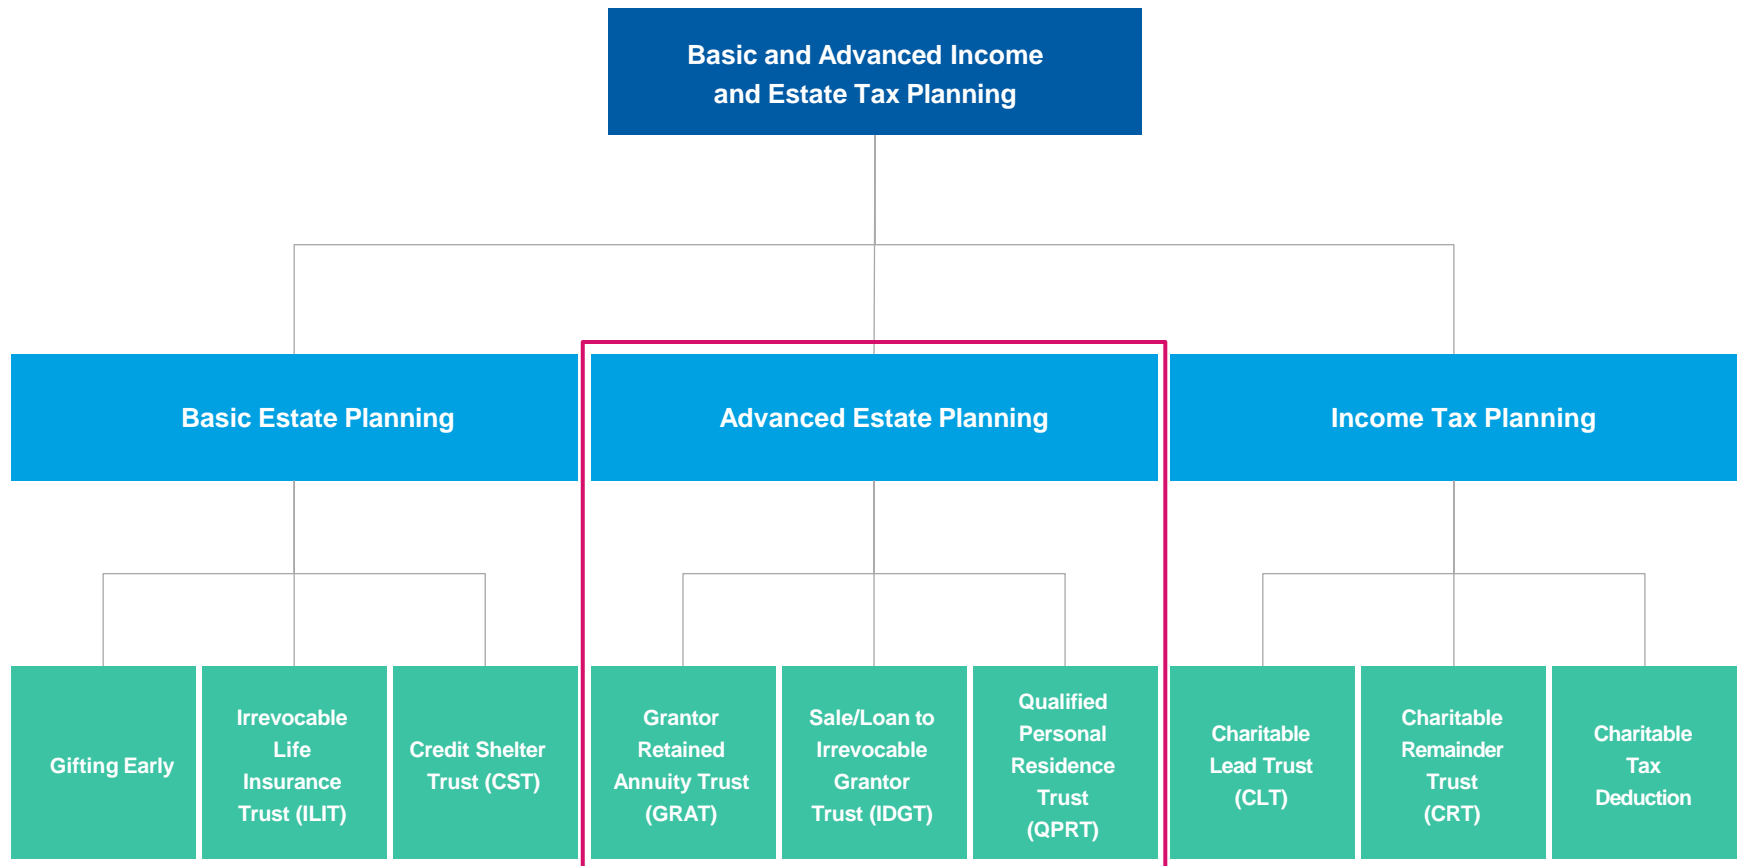 Basic and Advanced Income
and Estate Tax Planning
Basic Estate Planning
Advanced Estate Planning
Income Tax Planning
Gifting Early
Irrevocable
Life
Insurance
Trust (ILIT)
Credit Shelter
Trust (CST)
Grantor
Retained
Annuity Trust
(GRAT)
Sale/Loan to
Irrevocable
Grantor
Trust (IDGT)
Qualified
Personal
Residence
Trust
(QPRT)
Charitable
Lead Trust
(CLT)
Charitable
Remainder
Trust
(CRT)
Charitable
Tax
Deduction